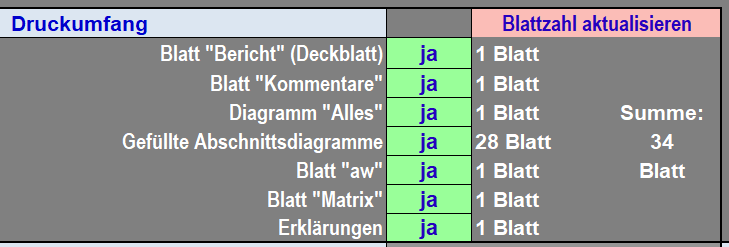 Druckumfang Blattzahl aktualisieren
Blatt "Bericht" (Deckblatt) ja 1 Blatt
Blatt "Kommentare" ja 1 Blatt
Diagramm "Alles" ja 1 Blatt Summe:
Gefüllte Abschnittsdiagramme ja 28 Blatt 34
Blatt "aw" ja 1 Blatt Blatt
Blatt "Matrix" ja 1 Blatt
Erklärungen ja 1 Blatt